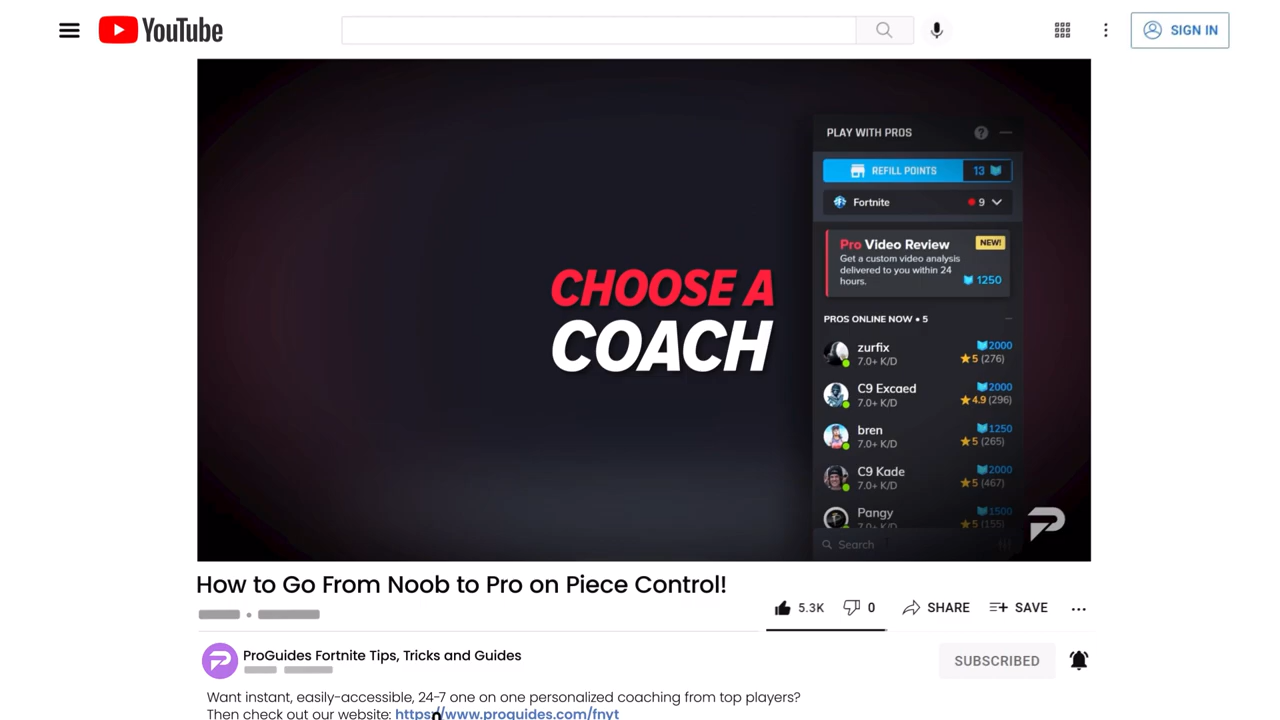 YouTube
SIGN IN
PLAY WITH PROS
REFILL POINTS 13
Fortnite 9
Pro Video Review NEW!
Get a custom video analysis
delivered to you within 24
hours. 1250
CHOOSE A
COACH
PROS ONLINE NOW • 5
zurfix 2000
7.0+ K/D 5 (276)
C9 Excaed 2000
7.0+ K/D 4.9 (296)
bren 1250
7.0+ K/D 5 (265)
C9 Kade 2000
7.0+ K/D 5 (467)
Pangy 1500
7.0+ K/D 5 (155)
Search
How to Go From Noob to Pro on Piece Control!
5.3K 0 SHARE SAVE
ProGuides Fortnite Tips, Tricks and Guides
SUBSCRIBED
Want instant, easily-accessible, 24-7 one on one personalized coaching from top players?
Then check out our website: https://www.proguides.com/fnyt